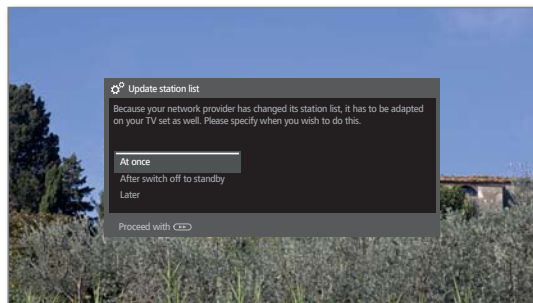 Update station list
Because your network provider has changed its station list, it has to be adapted
on your TV set as well. Please specify when you wish to do this.
At once
After switch off to standby
Later
Proceed with